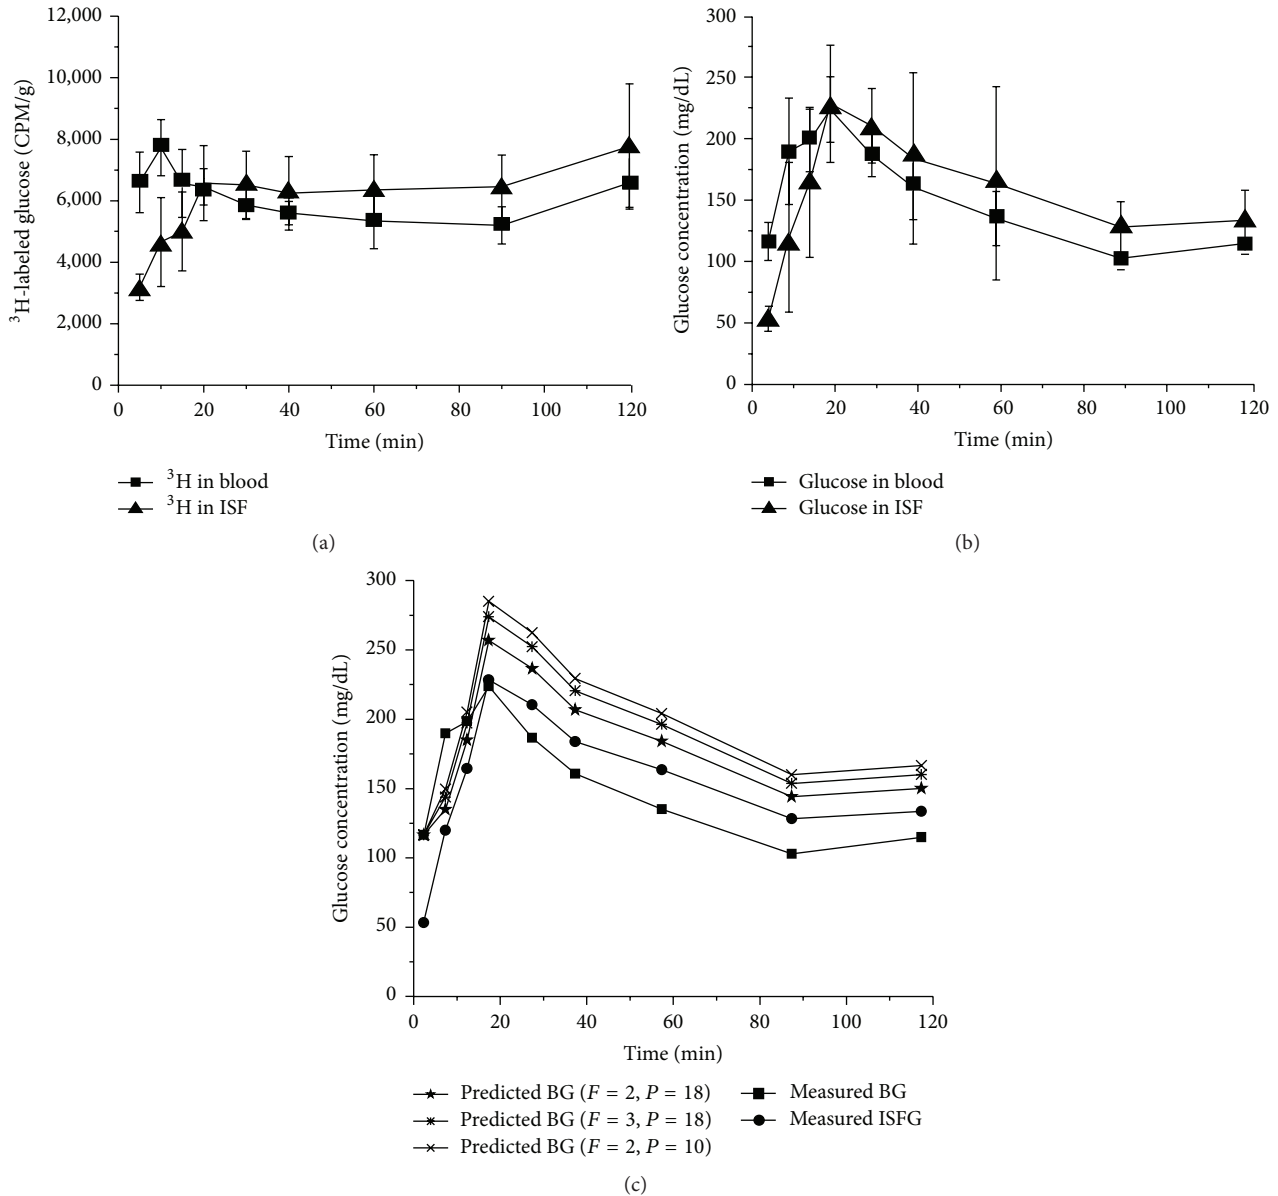 12,000
10,000
8,000
6,000
4,000
2,000
0
³H-labeled glucose (CPM/g)
0 20 40 60 80 100 120
Time (min)
³H in blood
³H in ISF
(a)
300
250
200
150
100
50
0
Glucose concentration (mg/dL)
0 20 40 60 80 100 120
Time (min)
Glucose in blood
Glucose in ISF
(b)
300
250
200
150
100
50
0
Glucose concentration (mg/dL)
0 20 40 60 80 100 120
Time (min)
Predicted BG (F = 2, P = 18)
Predicted BG (F = 3, P = 18)
Predicted BG (F = 2, P = 10)
Measured BG
Measured ISFG
(c)